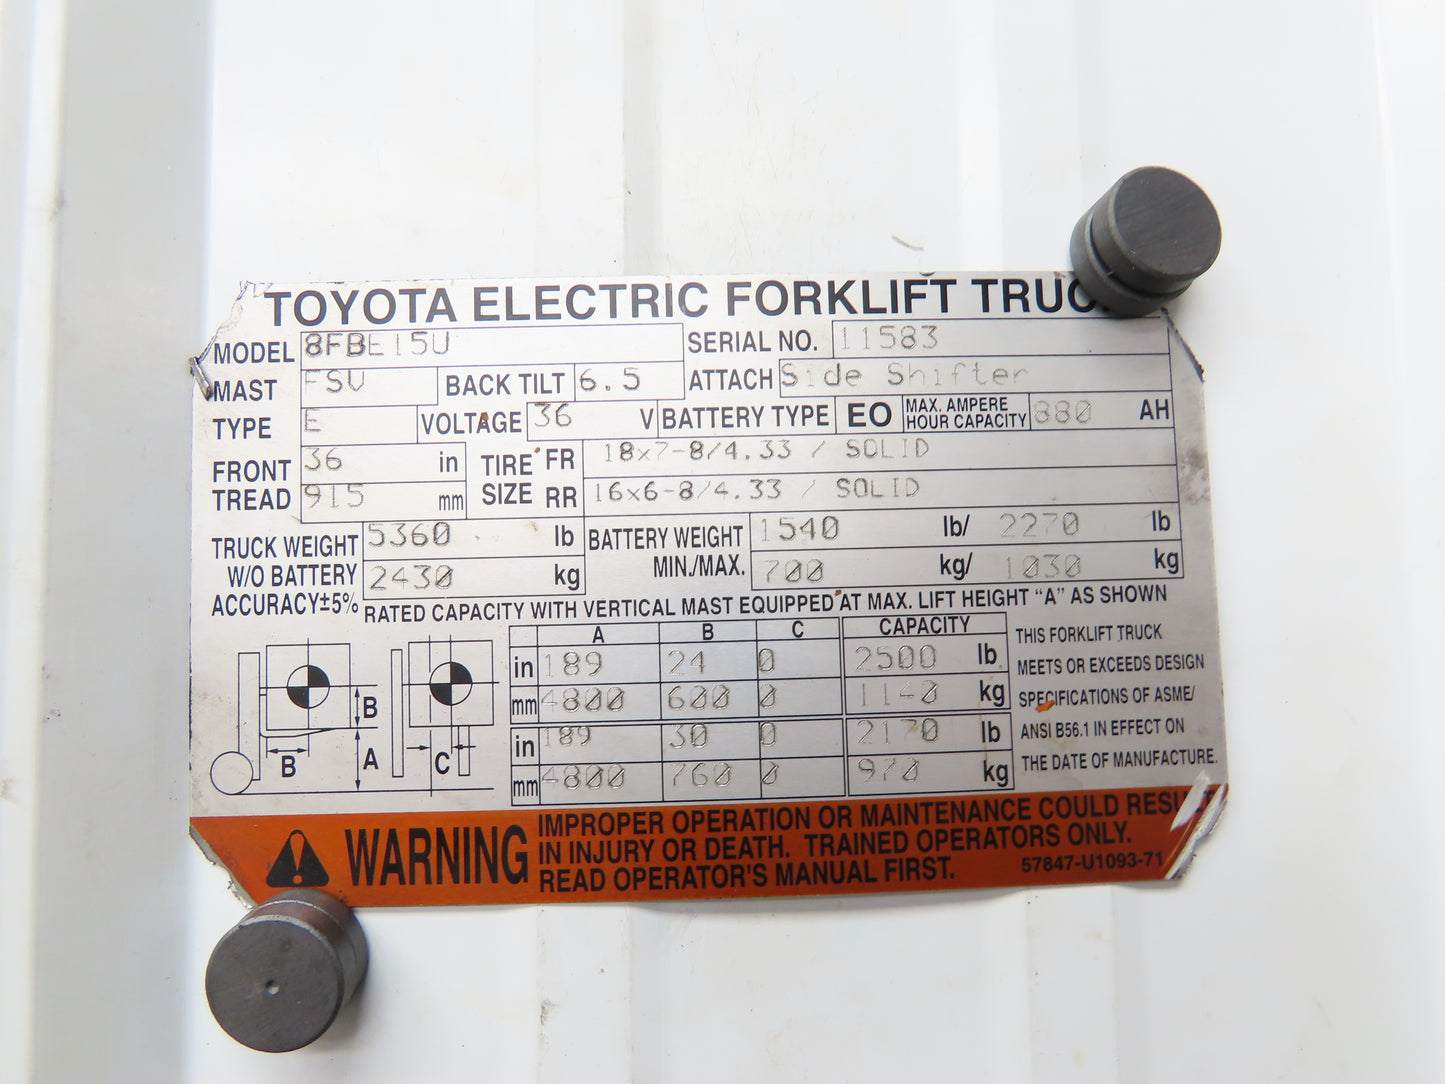 TOYOTA ELECTRIC FORKLIFT TRUC
MODEL 8FBE15U SERIAL NO. 11583
MAST FSV BACK TILT 6.5 ATTACH Side Shifter
TYPE E VOLTAGE 36 V BATTERY TYPE EO MAX. AMPERE HOUR CAPACITY 880 AH
FRONT TREAD 36 in TIRE SIZE FR 18x7-8/4.33 / SOLID
915 mm RR 16x6-8/4.33 / SOLID
TRUCK WEIGHT W/O BATTERY ACCURACY±5% 5360 lb BATTERY WEIGHT MIN./MAX. 1540 lb/ 2270 lb
2430 kg 700 kg/ 1030 kg
RATED CAPACITY WITH VERTICAL MAST EQUIPPED AT MAX. LIFT HEIGHT "A" AS SHOWN
A B C CAPACITY
in 189 24 0 2500 lb
mm 4800 600 0 1140 kg
in 189 30 0 2170 lb
mm 4800 760 0 970 kg
B
B A C
THIS FORKLIFT TRUCK
MEETS OR EXCEEDS DESIGN
SPECIFICATIONS OF ASME/
ANSI B56.1 IN EFFECT ON
THE DATE OF MANUFACTURE.
WARNING
IMPROPER OPERATION OR MAINTENANCE COULD RESULT
IN INJURY OR DEATH. TRAINED OPERATORS ONLY.
READ OPERATOR'S MANUAL FIRST.
57847-U1093-71